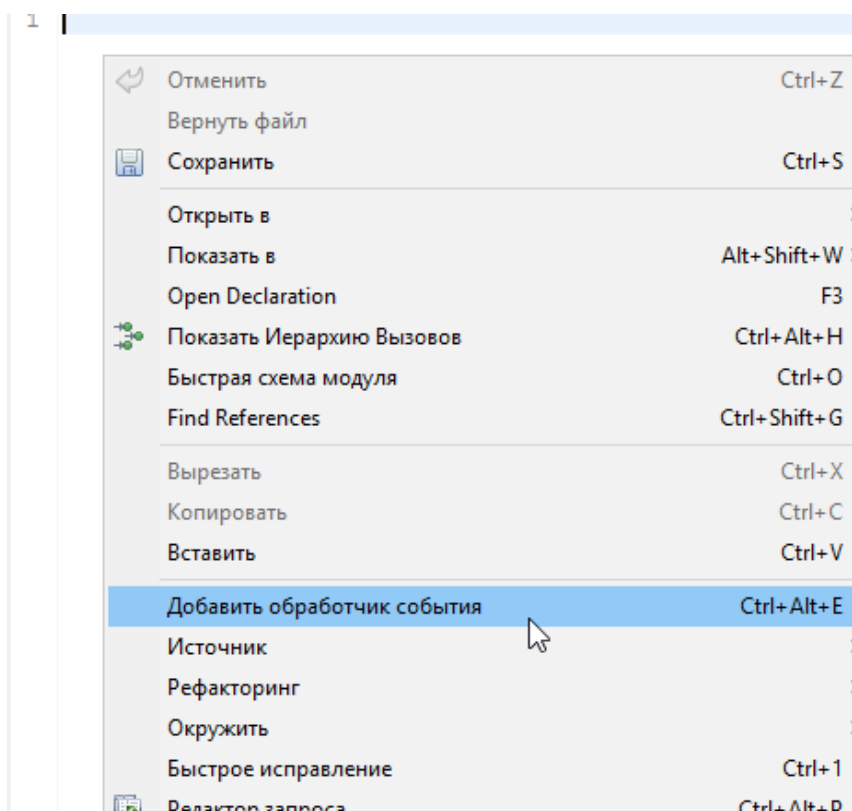 1
Отменить Ctrl+Z
Вернуть файл
Сохранить Ctrl+S
Открыть в
Показать в Alt+Shift+W
Open Declaration F3
Показать Иерархию Вызовов Ctrl+Alt+H
Быстрая схема модуля Ctrl+O
Find References Ctrl+Shift+G
Вырезать Ctrl+X
Копировать Ctrl+C
Вставить Ctrl+V
Добавить обработчик события Ctrl+Alt+E
Источник
Рефакторинг
Окружить
Быстрое исправление Ctrl+1
Редактор запроса